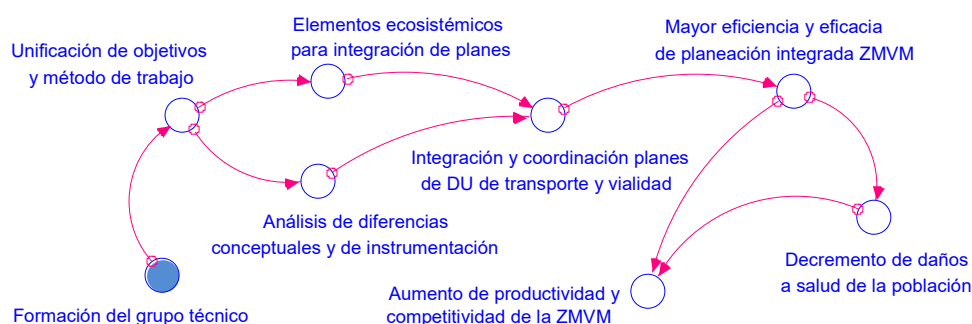 Unificación de objetivos
y método de trabajo
Elementos ecosistémicos
para integración de planes
Mayor eficiencia y eficacia
de planeación integrada ZMVM
Integración y coordinación planes
de DU de transporte y vialidad
Análisis de diferencias
conceptuales y de instrumentación
Decremento de daños
a salud de la población
Aumento de productividad y
competitividad de la ZMVM
Formación del grupo técnico